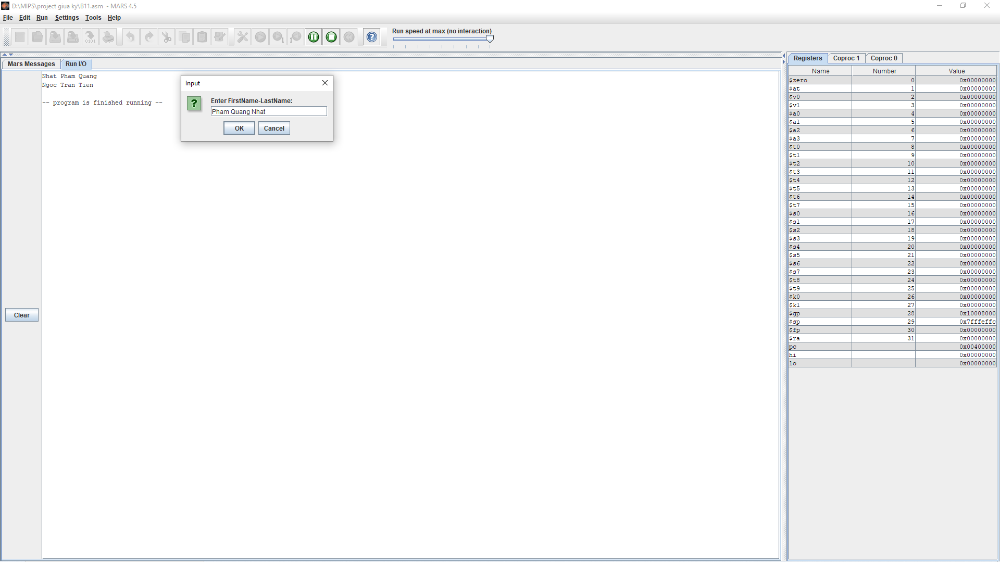 D:\MIPS\project giua ky\B11.asm - MARS 4.5
File Edit Run Settings Tools Help
Run speed at max (no interaction)
Mars Messages Run I/O
Nhat Pham Quang
Ngoc Tran Tien
-- program is finished running --
Input
Enter FirstName-LastName:
Pham Quang Nhat
OK Cancel
Clear
Registers Coproc 1 Coproc 0
Name Number Value
$zero 0 0x00000000
$at 1 0x00000000
$v0 2 0x00000000
$v1 3 0x00000000
$a0 4 0x00000000
$a1 5 0x00000000
$a2 6 0x00000000
$a3 7 0x00000000
$t0 8 0x00000000
$t1 9 0x00000000
$t2 10 0x00000000
$t3 11 0x00000000
$t4 12 0x00000000
$t5 13 0x00000000
$t6 14 0x00000000
$t7 15 0x00000000
$s0 16 0x00000000
$s1 17 0x00000000
$s2 18 0x00000000
$s3 19 0x00000000
$s4 20 0x00000000
$s5 21 0x00000000
$s6 22 0x00000000
$s7 23 0x00000000
$t8 24 0x00000000
$t9 25 0x00000000
$k0 26 0x00000000
$k1 27 0x00000000
$gp 28 0x10008000
$sp 29 0x7fffeffc
$fp 30 0x00000000
$ra 31 0x00000000
pc 0x00400000
hi 0x00000000
lo 0x00000000